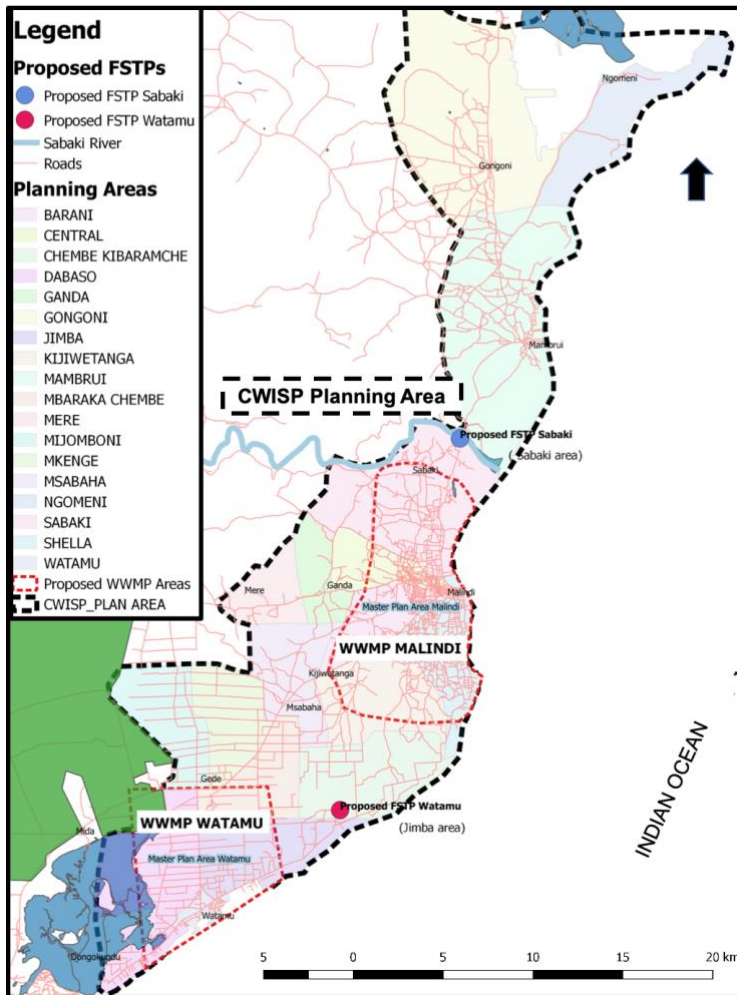 Legend
Proposed FSTPs
Proposed FSTP Sabaki
Proposed FSTP Watamu
Sabaki River
Roads
Planning Areas
BARANI
CENTRAL
CHEMBE KIBARAMCHE
DABASO
GANDA
GONGONI
JIMBA
KIJIWETANGA
MAMBRUI
MBARAKA CHEMBE
MERE
MIJOMBONI
MKENGE
MSABAHA
NGOMENI
SABAKI
SHELLA
WATAMU
Proposed WWMP Areas
CWISP_PLAN AREA
Ngomeni
Gongoni
Mambrui
CWISP Planning Area
Proposed FSTP Sabaki
( Sabaki area)
Sabaki
Mere
Ganda
Malindi
Master Plan Area Malindi
WWMP MALINDI
Kijiwetanga
Msabaha
Gede
Proposed FSTP Watamu
(Jimba area)
WWMP WATAMU
Mida
Master Plan Area Watamu
Watamu
Dongokundu
INDIAN OCEAN
5 0 5 10 15 20 km